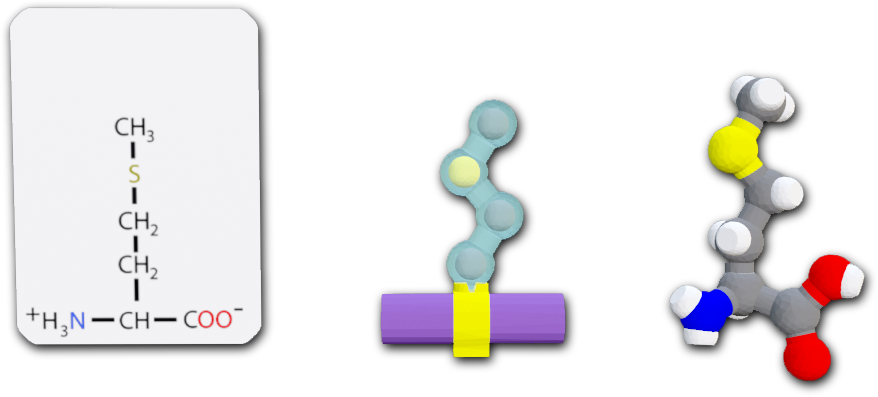 CH₃
S
CH₂
CH₂
⁺H₃N — CH — COO⁻